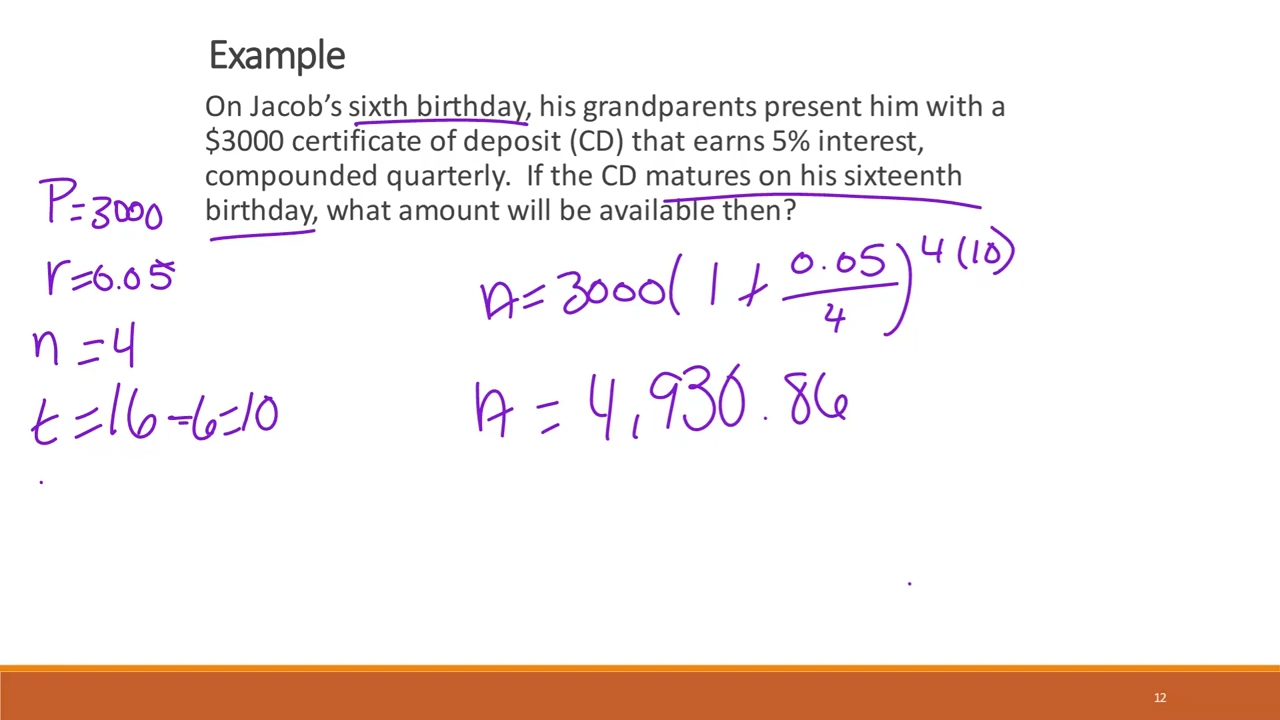 Example
On Jacob’s sixth birthday, his grandparents present him with a
$3000 certificate of deposit (CD) that earns 5% interest,
compounded quarterly.  If the CD matures on his sixteenth
birthday, what amount will be available then?
P=3000
r=0.05
n=4
t=16-6=10
A=3000(1+0.05/4)^4(10)
A=4,930.86
12